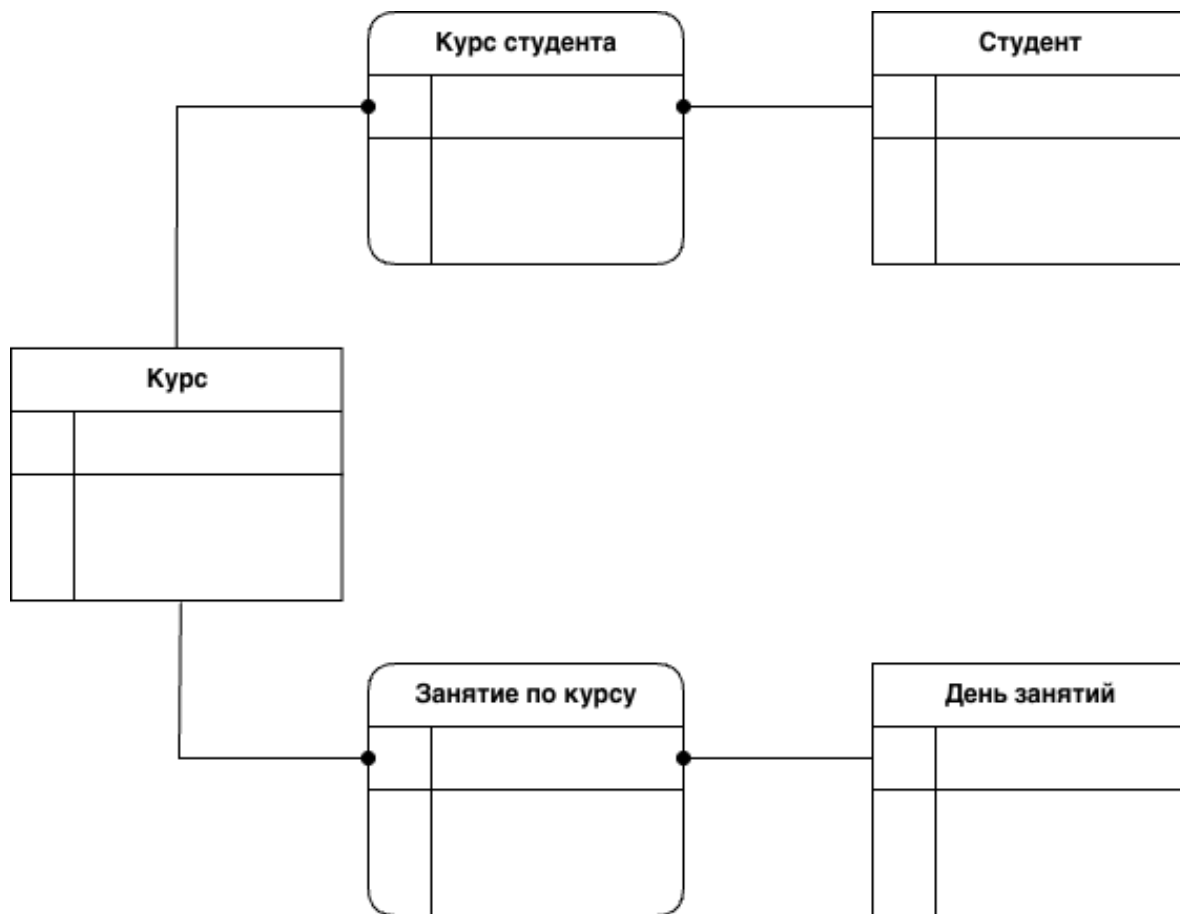 Курс студента
Студент
Курс
Занятие по курсу
День занятий